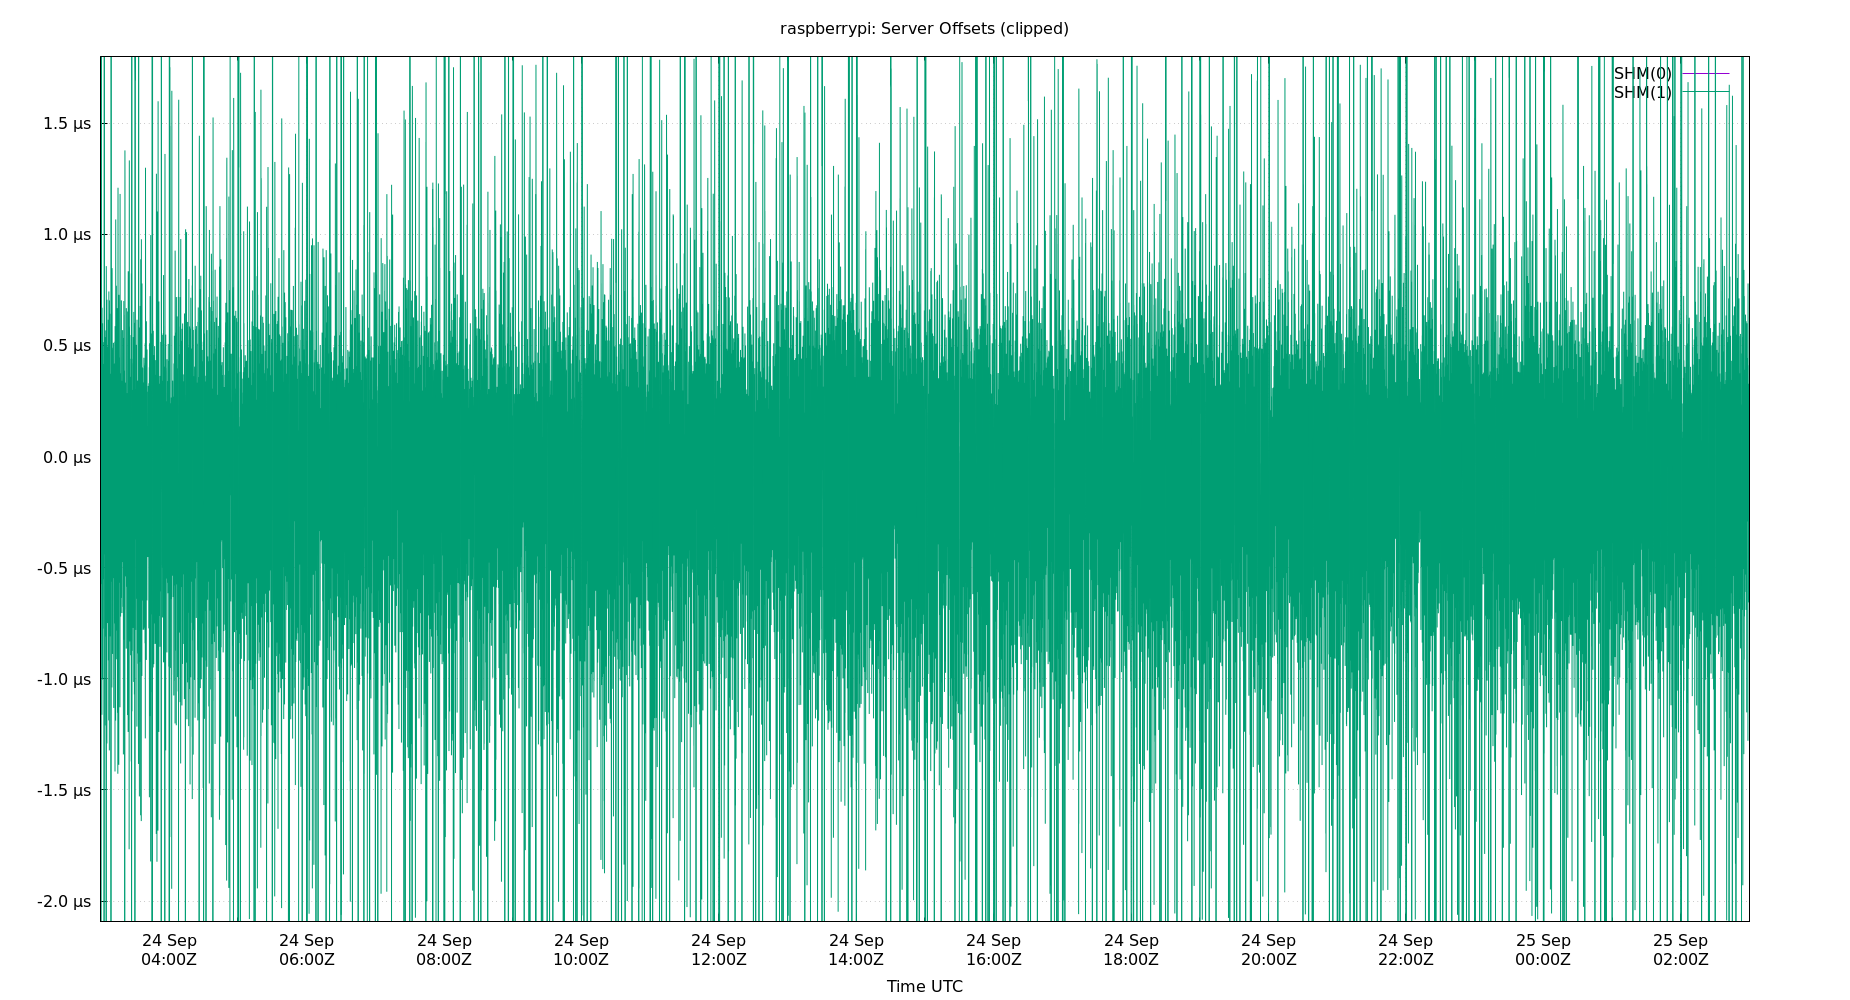 raspberrypi: Server Offsets (clipped)
SHM(0)
SHM(1)
1.5 µs
1.0 µs
0.5 µs
0.0 µs
-0.5 µs
-1.0 µs
-1.5 µs
-2.0 µs
24 Sep 24 Sep 24 Sep 24 Sep 24 Sep 24 Sep 24 Sep 24 Sep 24 Sep 24 Sep 25 Sep 25 Sep
04:00Z 06:00Z 08:00Z 10:00Z 12:00Z 14:00Z 16:00Z 18:00Z 20:00Z 22:00Z 00:00Z 02:00Z
Time UTC